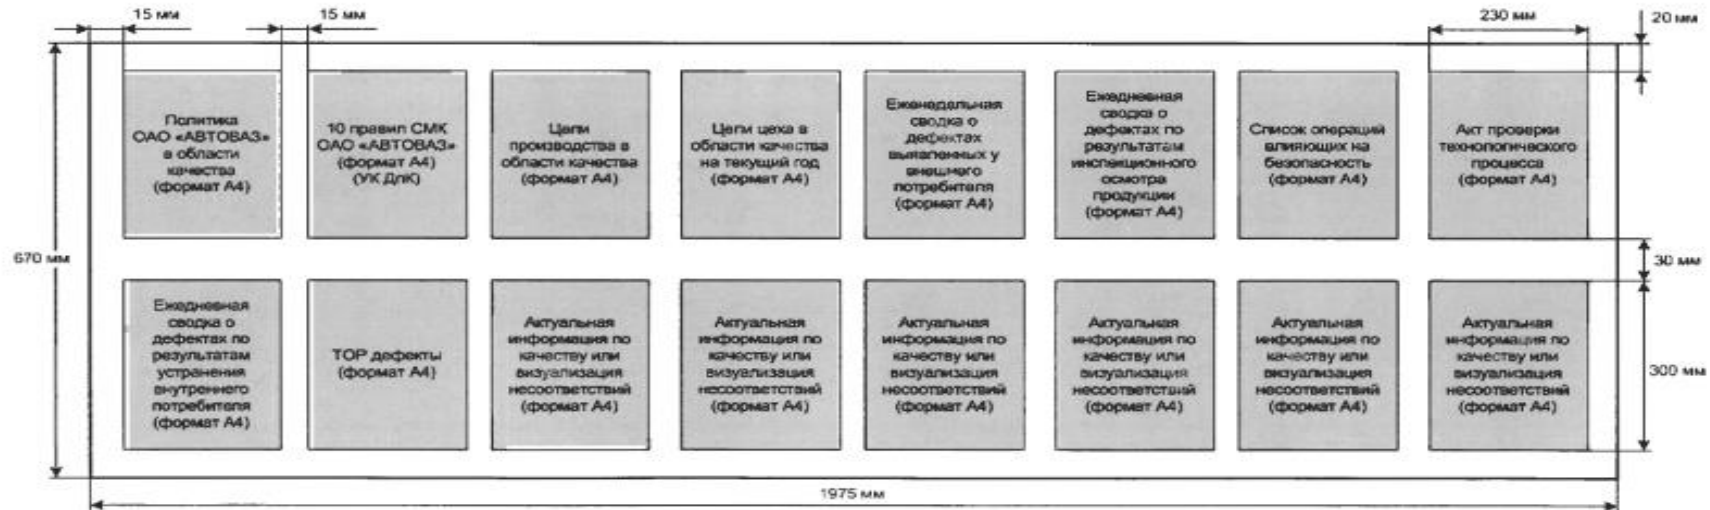 15 мм
15 мм
230 мм
20 мм
Политика
ОАО «АВТОВАЗ»
в области
качества
(формат А4)
10 правил СМК
ОАО «АВТОВАЗ»
(формат А4)
(УК ДпК)
Цели
производства в
области качества
(формат А4)
Цели цеха в
области качества
на текущий год
(формат А4)
Еженедельная
сводка о
дефектах
выявленных у
внешнего
потребителя
(формат А4)
Ежедневная
сводка о
дефектах по
результатам
инспекционного
осмотра
продукции
(формат А4)
Список операций
влияющих на
безопасность
(формат А4)
Акт проверки
технологического
процесса
(формат А4)
670 мм
30 мм
Ежедневная
сводка о
дефектах по
результатам
устранения
внутреннего
потребителя
(формат А4)
ТОР дефекты
(формат А4)
Актуальная
информация по
качеству или
визуализация
несоответствий
(формат А4)
Актуальная
информация по
качеству или
визуализация
несоответствий
(формат А4)
Актуальная
информация по
качеству или
визуализация
несоответствий
(формат А4)
Актуальная
информация по
качеству или
визуализация
несоответствий
(формат А4)
Актуальная
информация по
качеству или
визуализация
несоответствий
(формат А4)
Актуальная
информация по
качеству или
визуализация
несоответствий
(формат А4)
300 мм
1975 мм